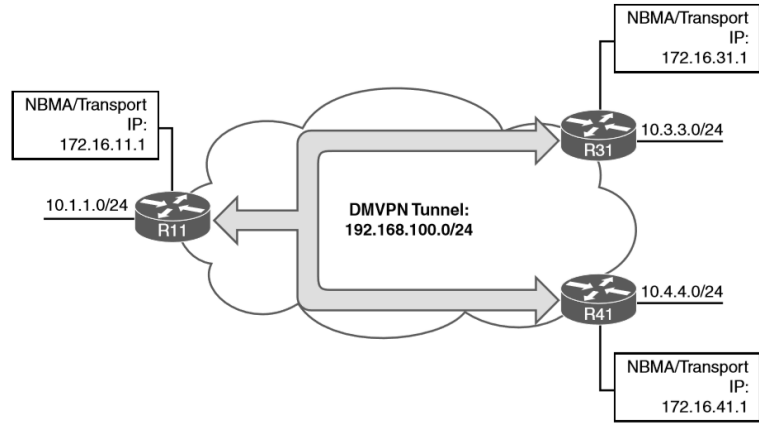 NBMA/Transport
IP:
172.16.31.1
NBMA/Transport
IP:
172.16.11.1
10.3.3.0/24
R31
10.1.1.0/24
R11
DMVPN Tunnel:
192.168.100.0/24
10.4.4.0/24
R41
NBMA/Transport
IP:
172.16.41.1